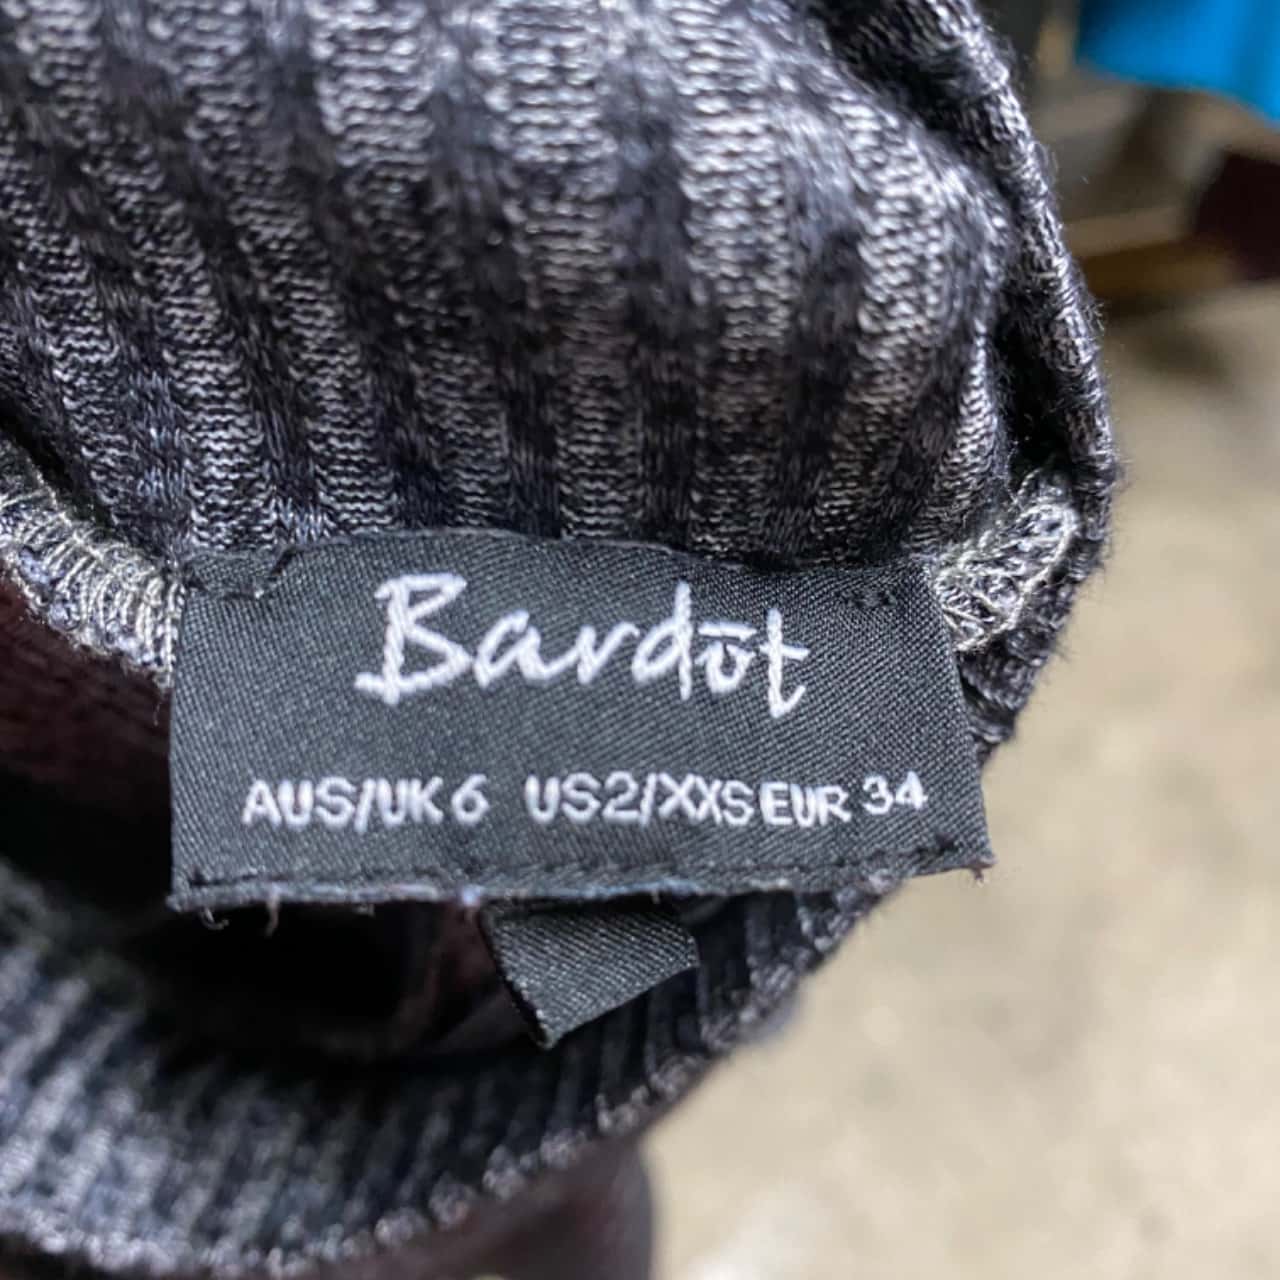 Bardōt
AUS/UK 6 US2/XXS EUR 34